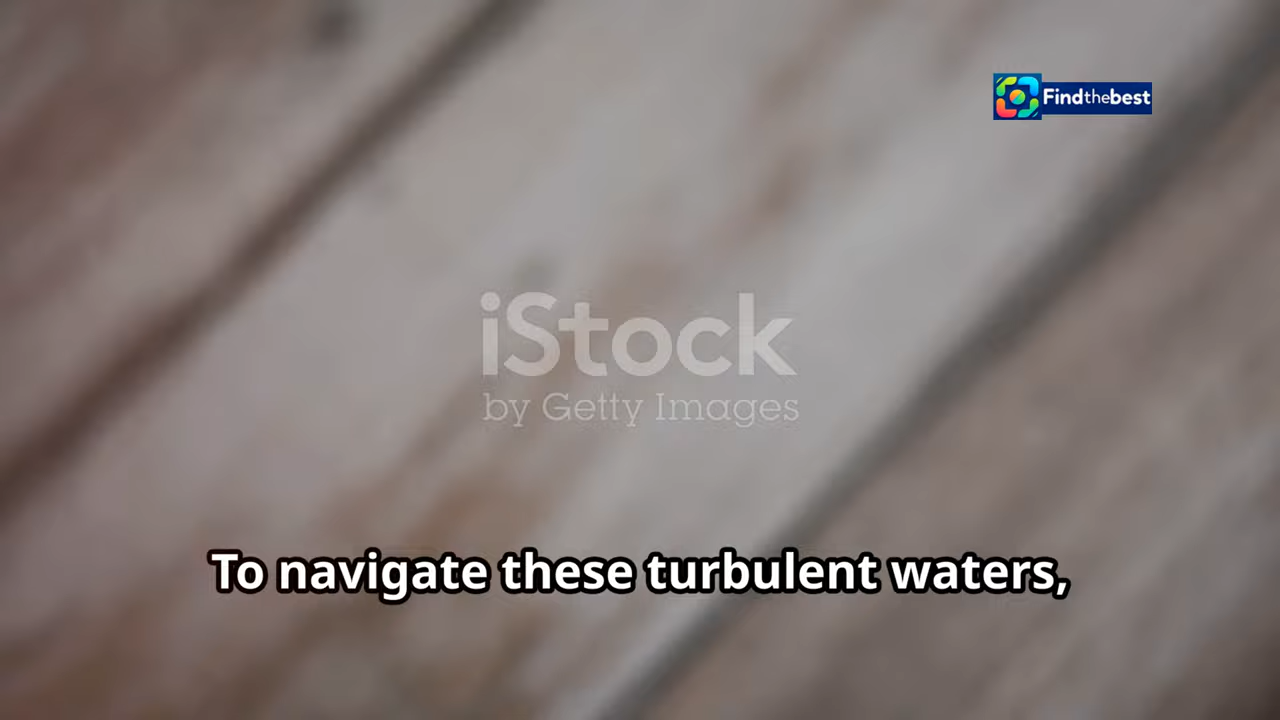 Findthebest
iStock
by Getty Images
To navigate these turbulent waters,